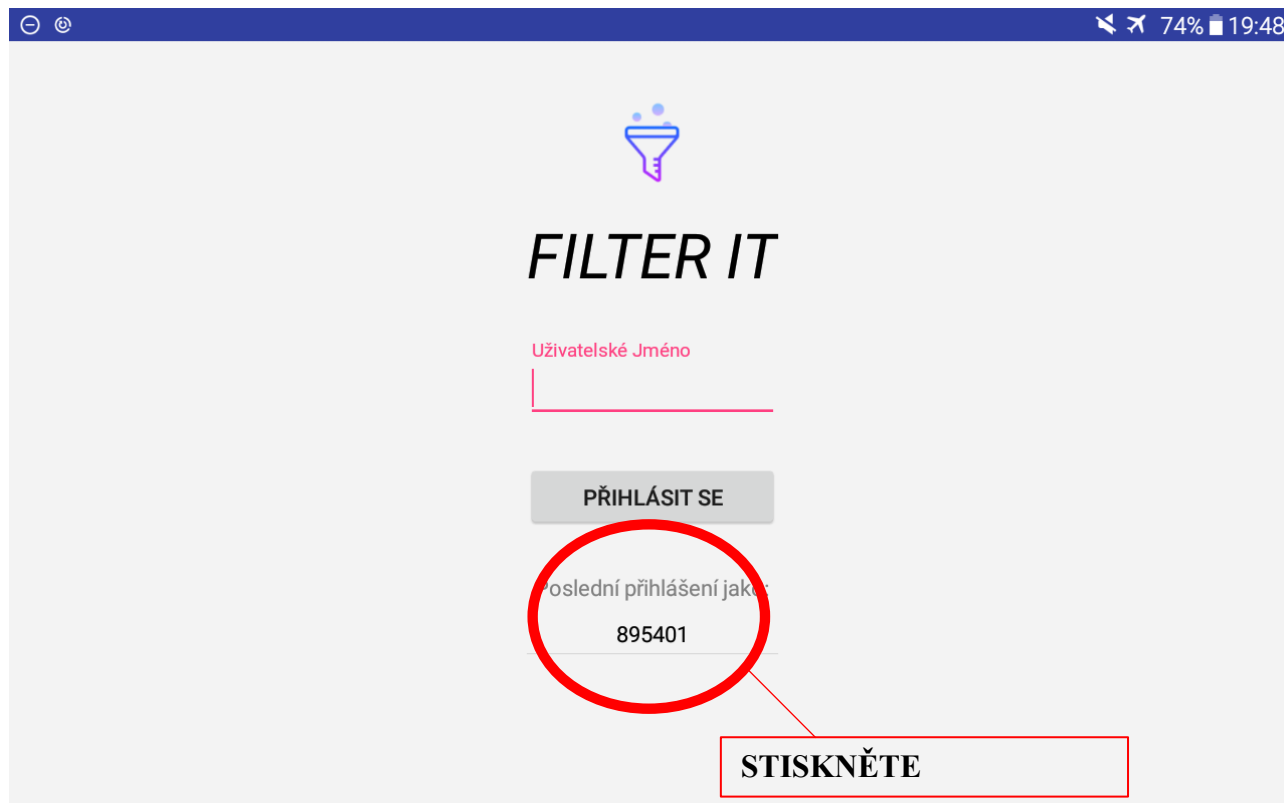 74% 19:48
FILTER IT
Uživatelské Jméno
PŘIHLÁSIT SE
Poslední přihlášení jako:
895401
STISKNĚTE